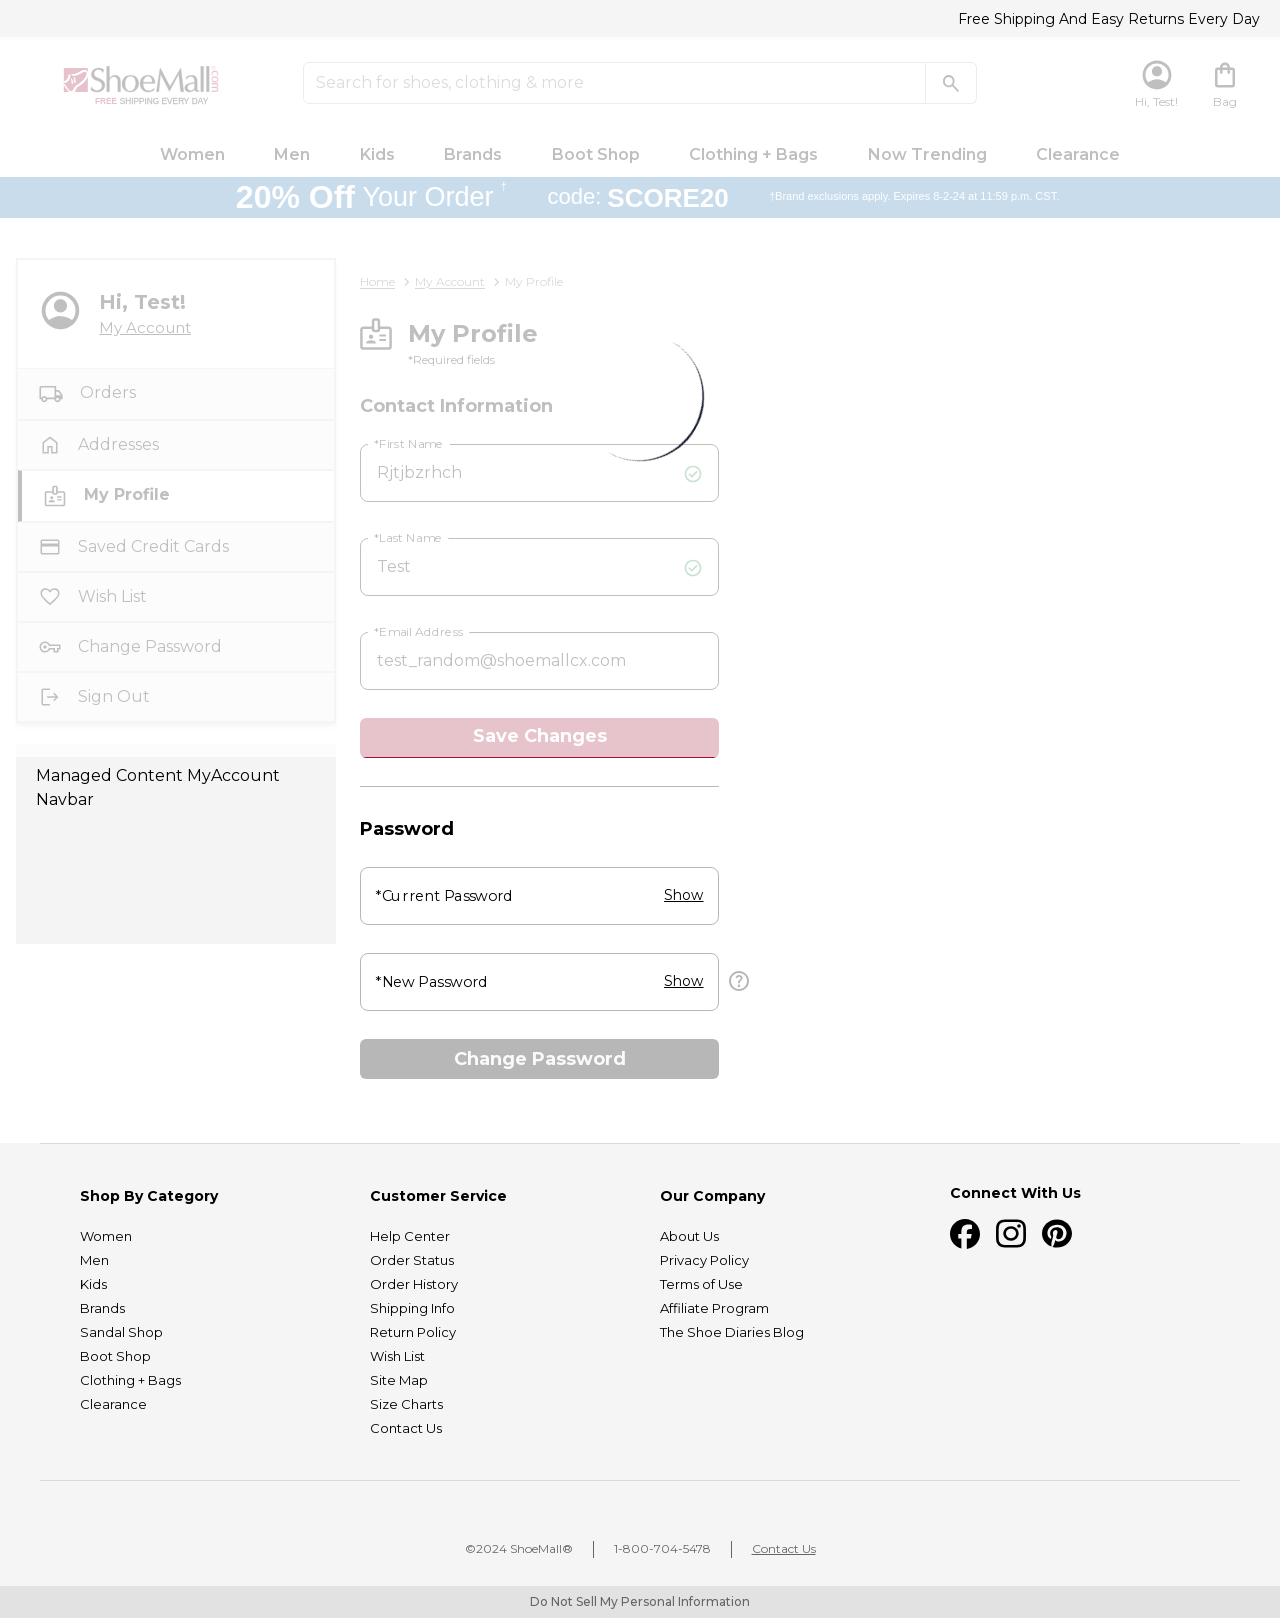 Free Shipping And Easy Returns Every Day
ShoeMall.com
FREE SHIPPING EVERY DAY
Search for shoes, clothing & more
Hi, Test!
Bag
Women Men Kids Brands Boot Shop Clothing + Bags Now Trending Clearance
20% Off Your Order † code: SCORE20 †Brand exclusions apply. Expires 8-2-24 at 11:59 p.m. CST.
Hi, Test!
My Account
Orders
Addresses
My Profile
Saved Credit Cards
Wish List
Change Password
Sign Out
Managed Content MyAccount
Navbar
Home My Account My Profile
My Profile
*Required fields
Contact Information
*First Name
Rjtjbzrhch
*Last Name
Test
*Email Address
test_random@shoemallcx.com
Save Changes
Password
*Current Password Show
*New Password Show
Change Password
Shop By Category
Women
Men
Kids
Brands
Sandal Shop
Boot Shop
Clothing + Bags
Clearance
Customer Service
Help Center
Order Status
Order History
Shipping Info
Return Policy
Wish List
Site Map
Size Charts
Contact Us
Our Company
About Us
Privacy Policy
Terms of Use
Affiliate Program
The Shoe Diaries Blog
Connect With Us
©2024 ShoeMall® 1-800-704-5478 Contact Us
Do Not Sell My Personal Information